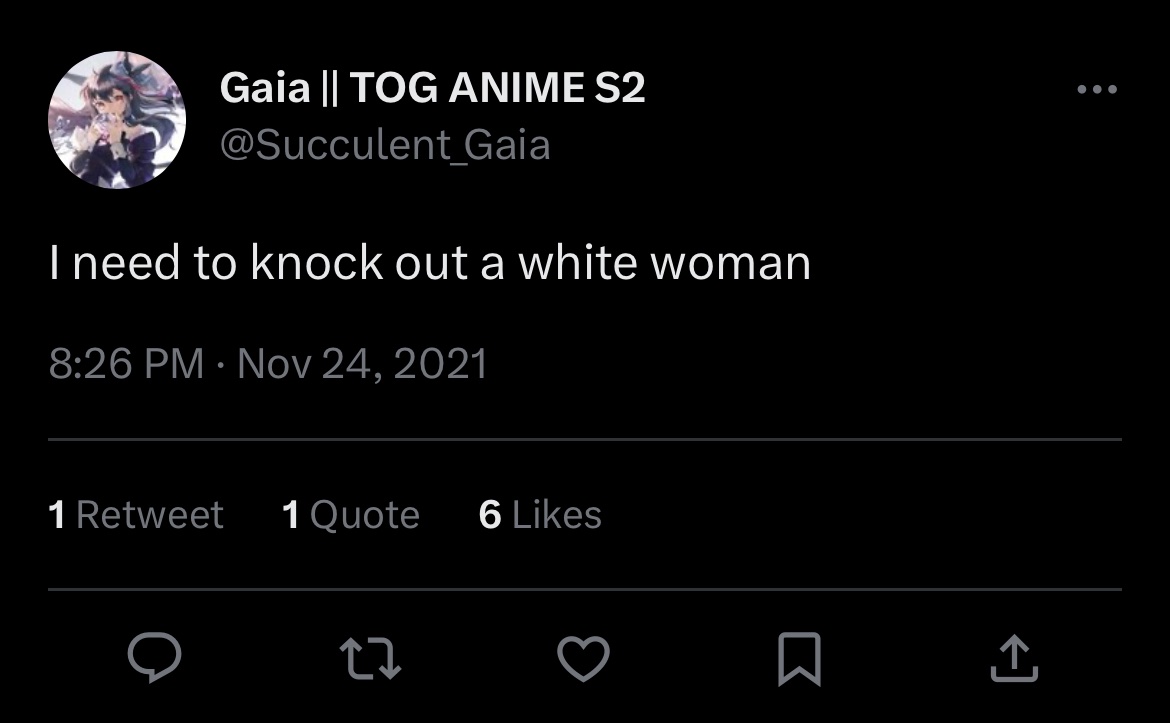 Gaia || TOG ANIME S2
@Succulent_Gaia
I need to knock out a white woman
8:26 PM · Nov 24, 2021
1 Retweet 1 Quote 6 Likes